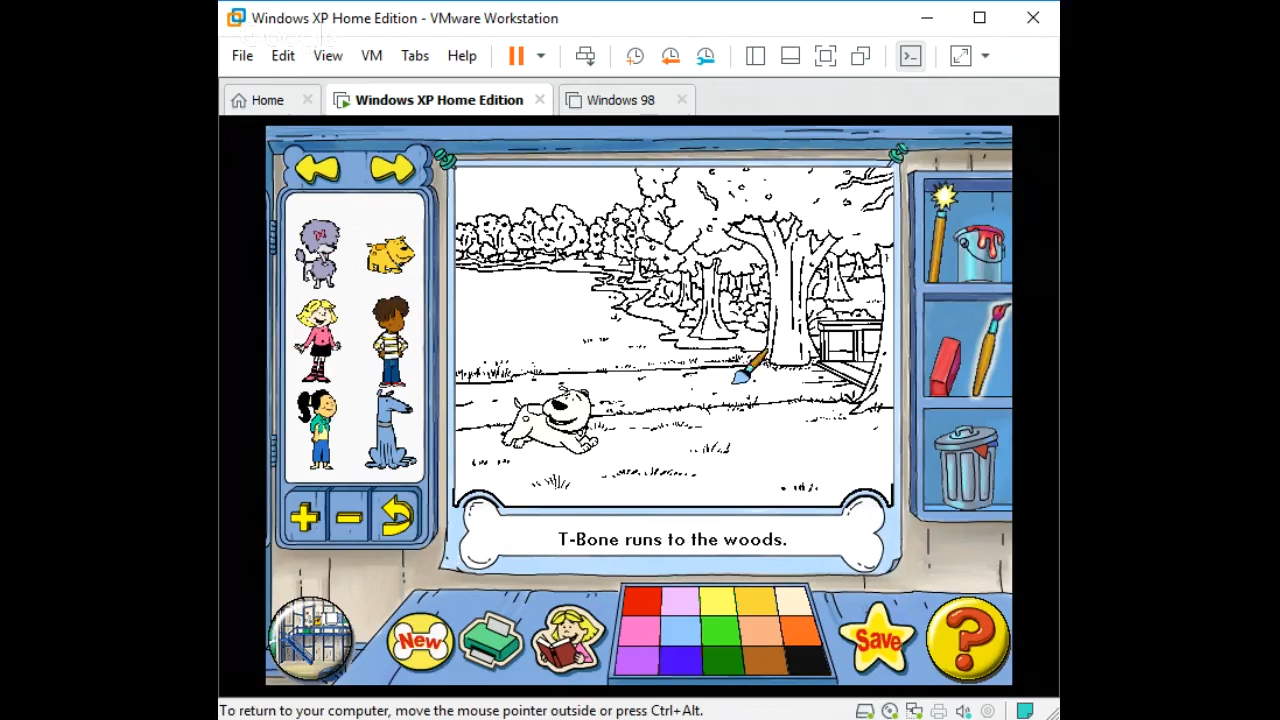 Windows XP Home Edition - VMware Workstation
File Edit View VM Tabs Help
Home Windows XP Home Edition Windows 98
T-Bone runs to the woods.
New Save ?
To return to your computer, move the mouse pointer outside or press Ctrl+Alt.